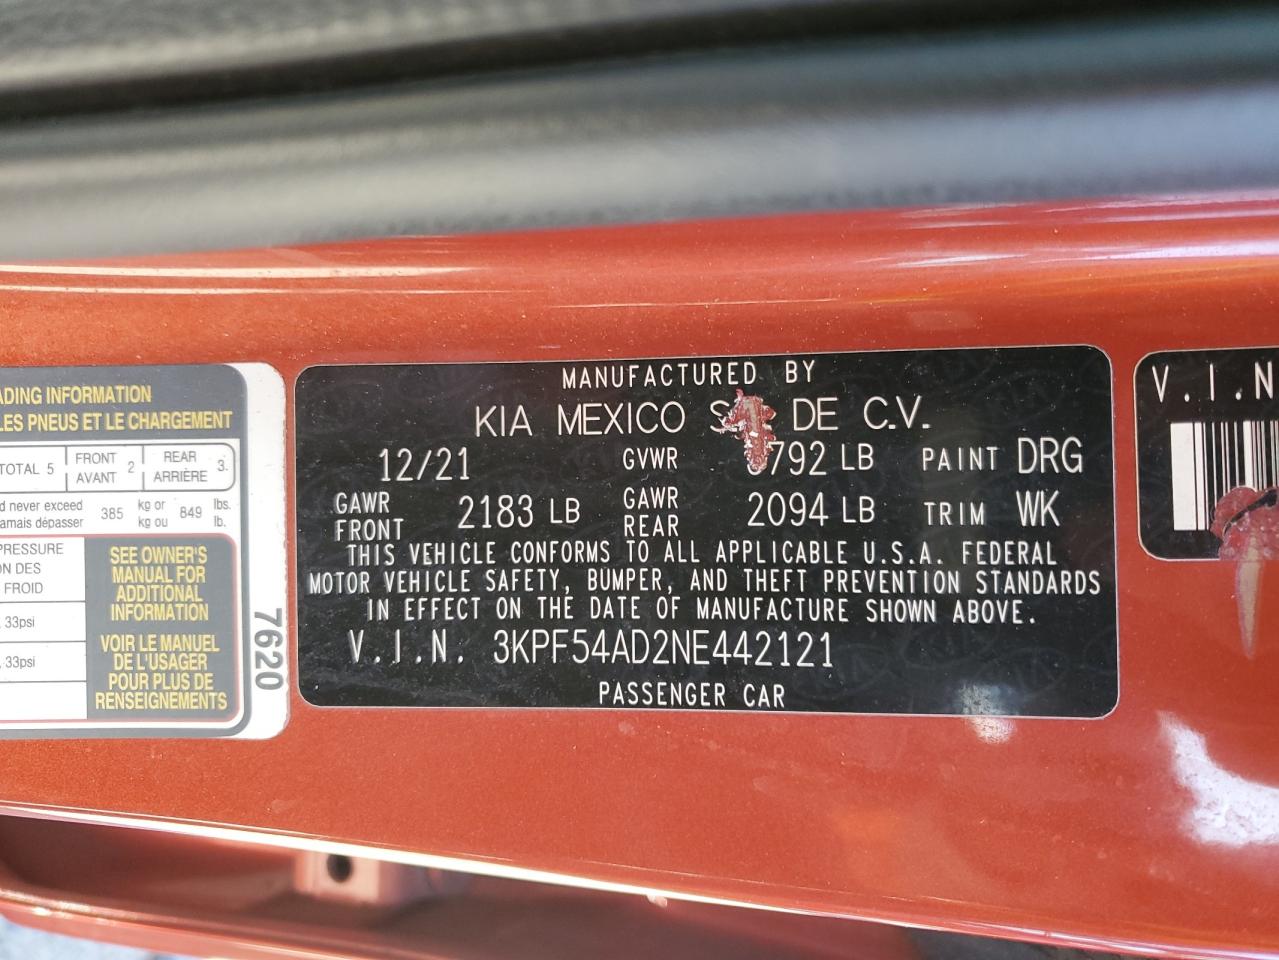 ADING INFORMATION
LES PNEUS ET LE CHARGEMENT
TOTAL 5
FRONT
AVANT 2
REAR
ARRIÈRE 3
d never exceed
amais dépasser
385
kg or
kg ou
849
lbs.
lb.
PRESSURE
ON DES
FROID
, 33psi
, 33psi
SEE OWNER'S
MANUAL FOR
ADDITIONAL
INFORMATION
VOIR LE MANUEL
DE L'USAGER
POUR PLUS DE
RENSEIGNEMENTS
7620
MANUFACTURED BY
KIA MEXICO S DE C.V.
12/21 GVWR 792 LB PAINT DRG
GAWR FRONT 2183 LB GAWR REAR 2094 LB TRIM WK
THIS VEHICLE CONFORMS TO ALL APPLICABLE U.S.A. FEDERAL
MOTOR VEHICLE SAFETY, BUMPER, AND THEFT PREVENTION STANDARDS
IN EFFECT ON THE DATE OF MANUFACTURE SHOWN ABOVE.
V.I.N. 3KPF54AD2NE442121
PASSENGER CAR
V.I.N